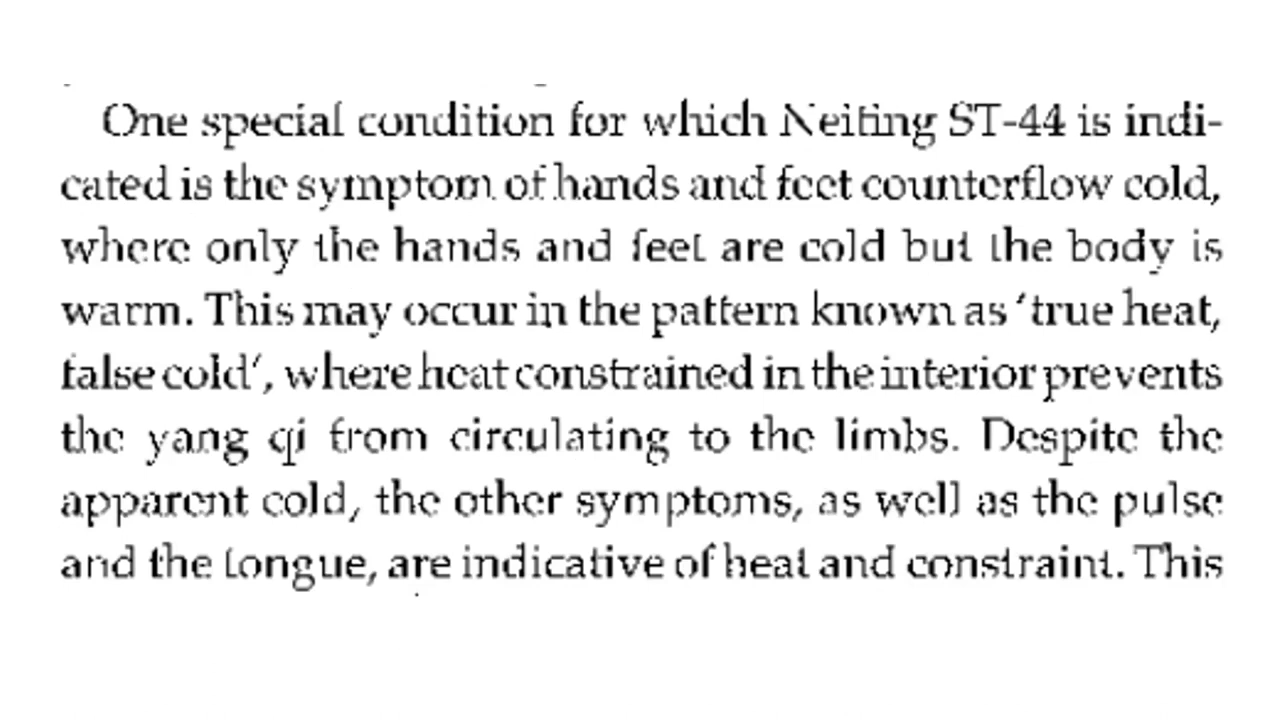 One special condition for which Neiting ST-44 is indi-
cated is the symptom of hands and feet counterflow cold,
where only the hands and feet are cold but the body is
warm. This may occur in the pattern known as ‘true heat,
false cold’, where heat constrained in the interior prevents
the yang qi from circulating to the limbs. Despite the
apparent cold, the other symptoms, as well as the pulse
and the tongue, are indicative of heat and constraint. This